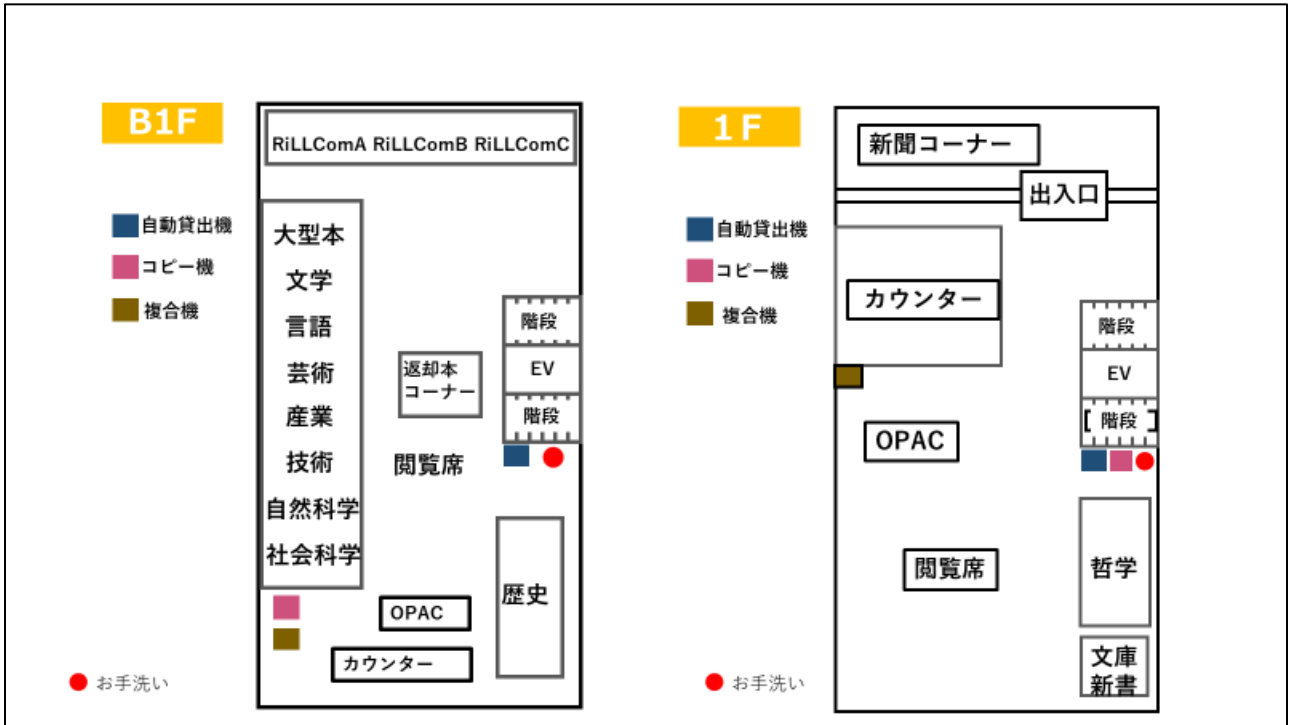 B1F
RiLLComA RiLLComB RiLLComC
自動貸出機
コピー機
複合機
大型本
文学
言語
芸術
産業
技術
自然科学
社会科学
階段
EV
階段
返却本
コーナー
閲覧席
歴史
OPAC
カウンター
お手洗い
1F
新聞コーナー
出入口
自動貸出機
コピー機
複合機
カウンター
階段
EV
[階段]
OPAC
閲覧席
哲学
文庫
新書
お手洗い